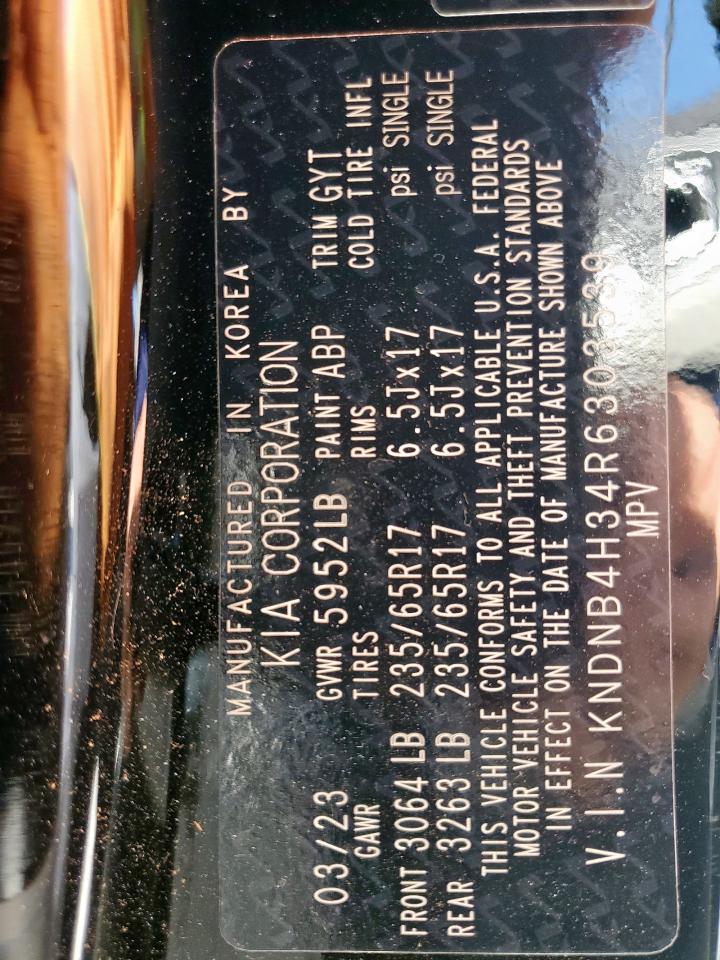 MANUFACTURED IN KOREA BY
KIA CORPORATION
03/23 GVWR 5952LB PAINT ABP TRIM GYT
GAWR TIRES RIMS COLD TIRE INFL
FRONT 3064 LB 235/65R17 6.5Jx17 psi SINGLE
REAR 3263 LB 235/65R17 6.5Jx17 psi SINGLE
THIS VEHICLE CONFORMS TO ALL APPLICABLE U.S.A. FEDERAL
MOTOR VEHICLE SAFETY AND THEFT PREVENTION STANDARDS
IN EFFECT ON THE DATE OF MANUFACTURE SHOWN ABOVE
V.I.N KNDNB4H34R6303539
MPV